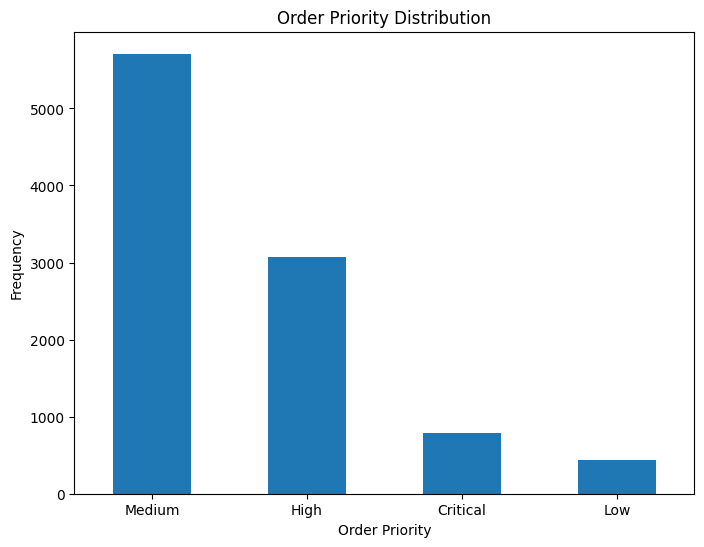 Order Priority Distribution
Frequency
5000
4000
3000
2000
1000
0
Medium High Critical Low
Order Priority